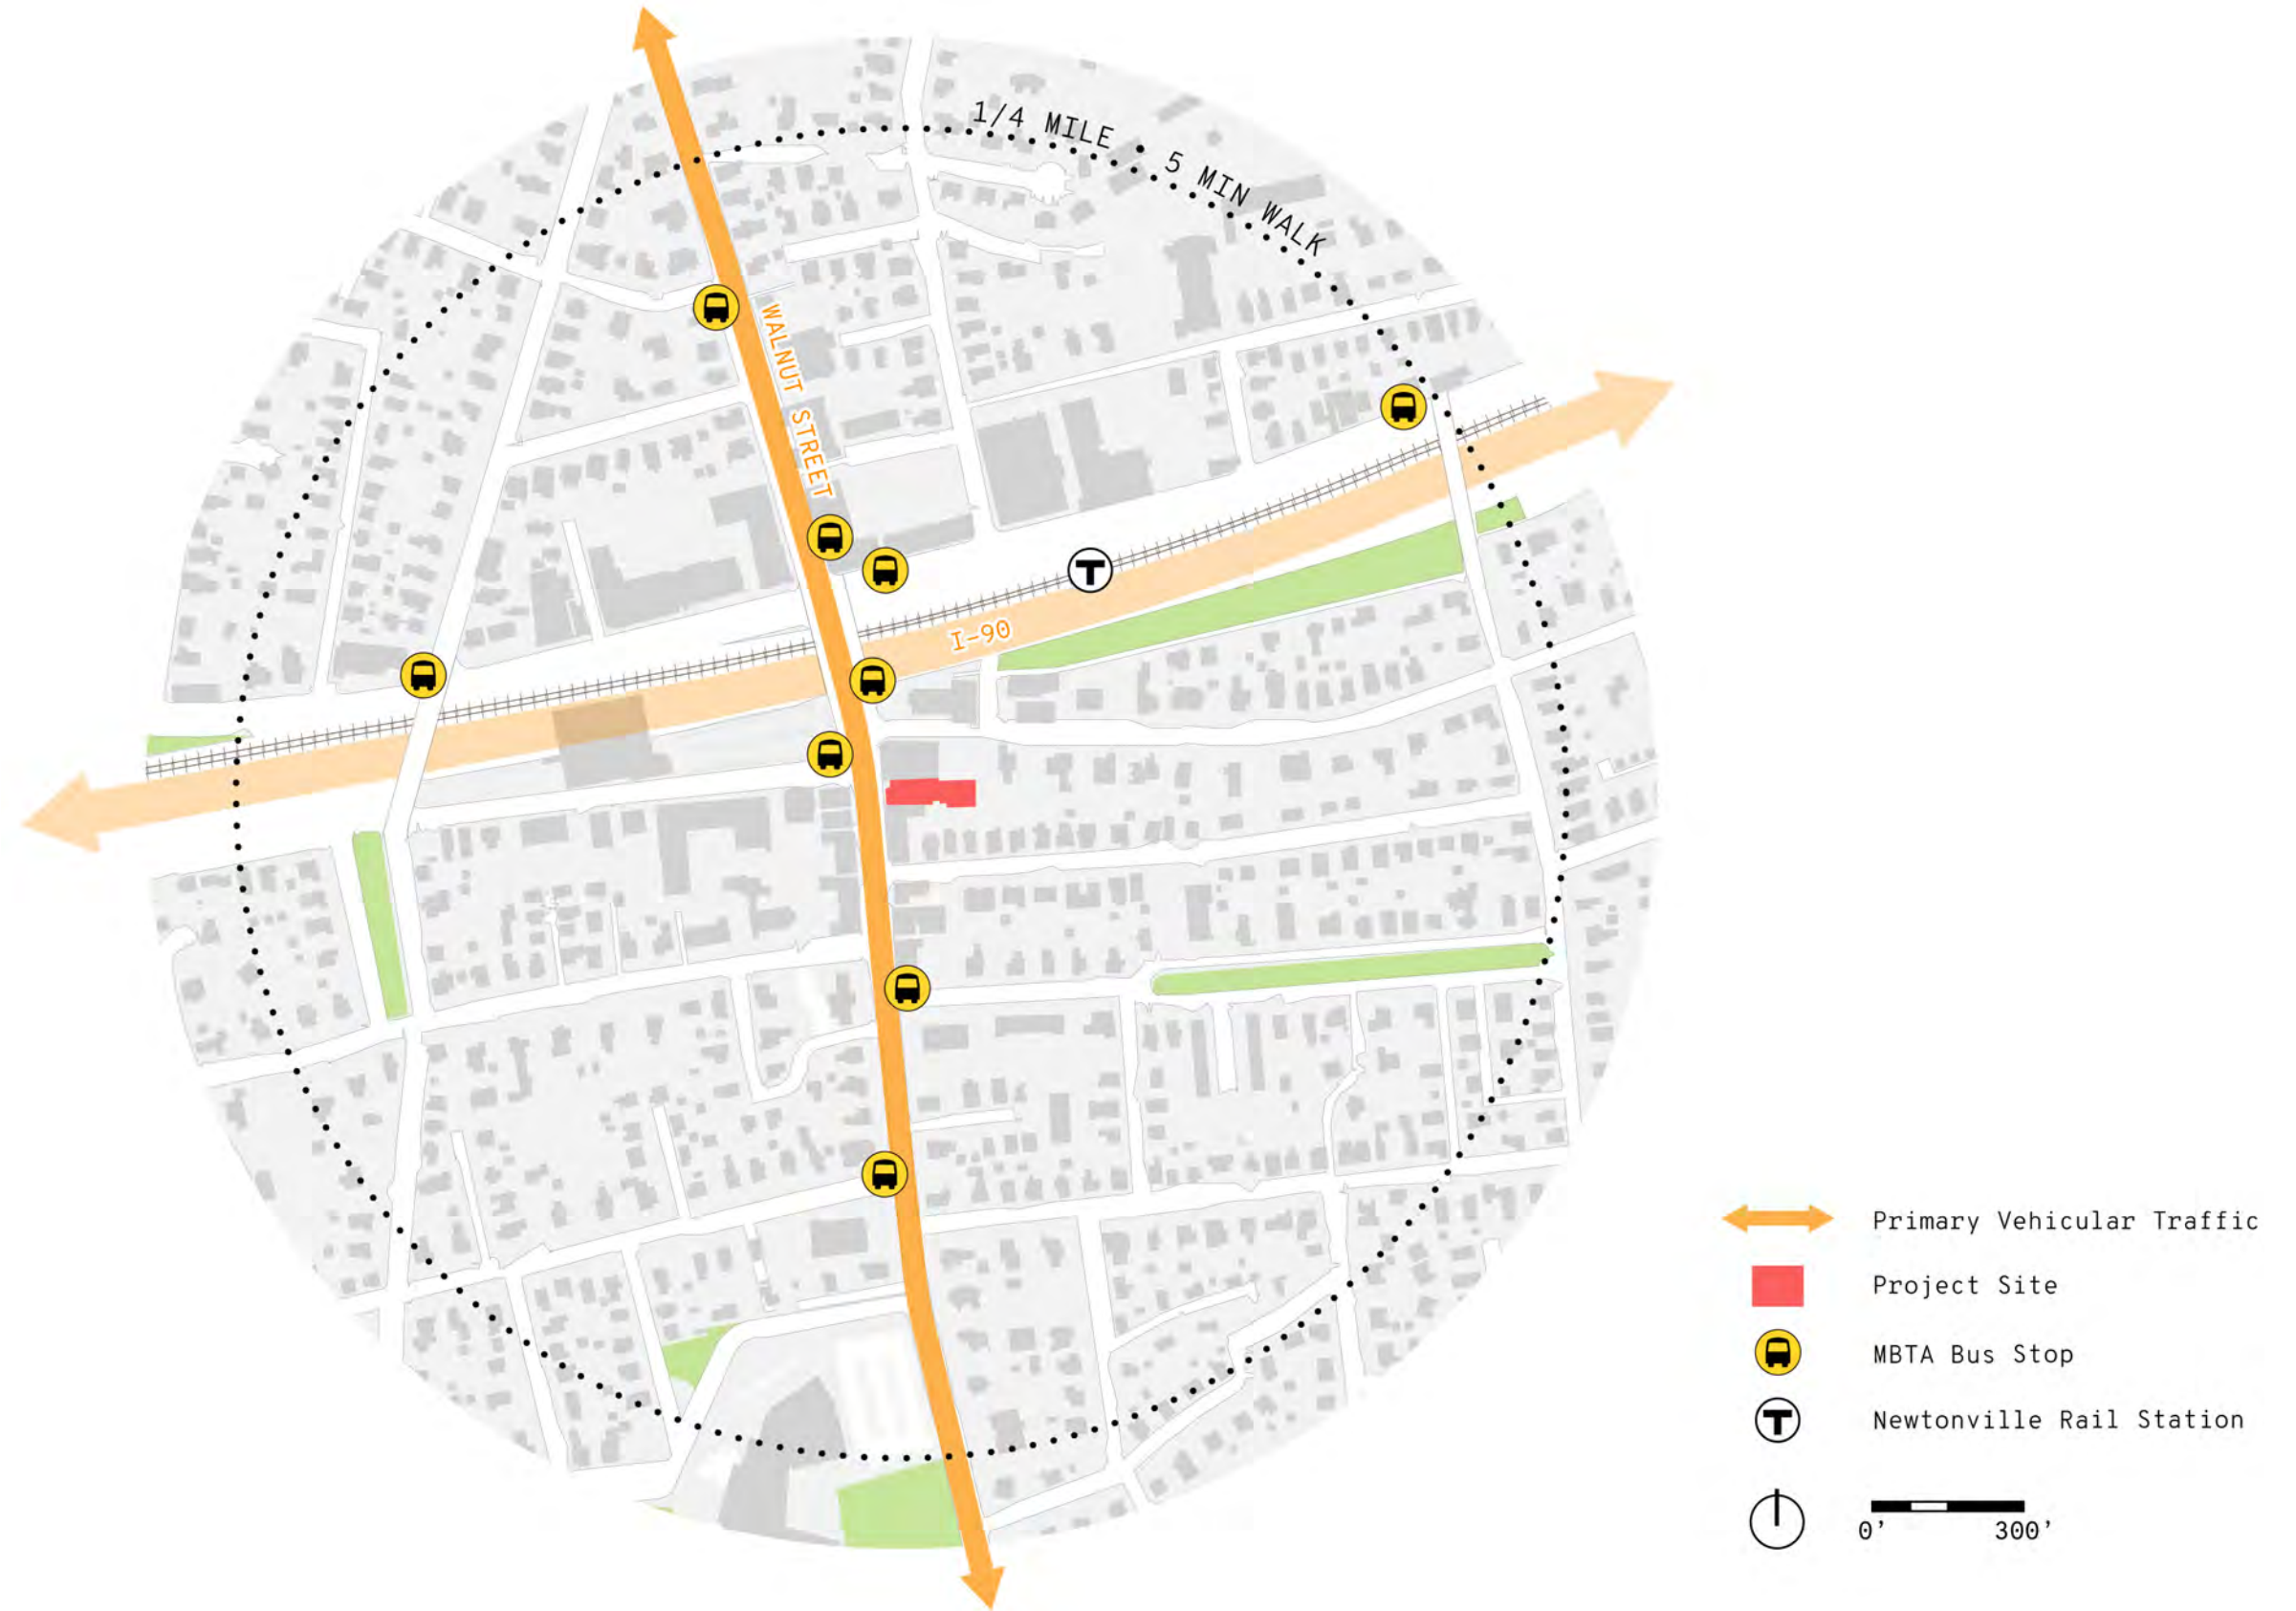 1/4 MILE • 5 MIN WALK
WALNUT STREET
I-90
Primary Vehicular Traffic
Project Site
MBTA Bus Stop
T
T Newtonville Rail Station
0' 300'